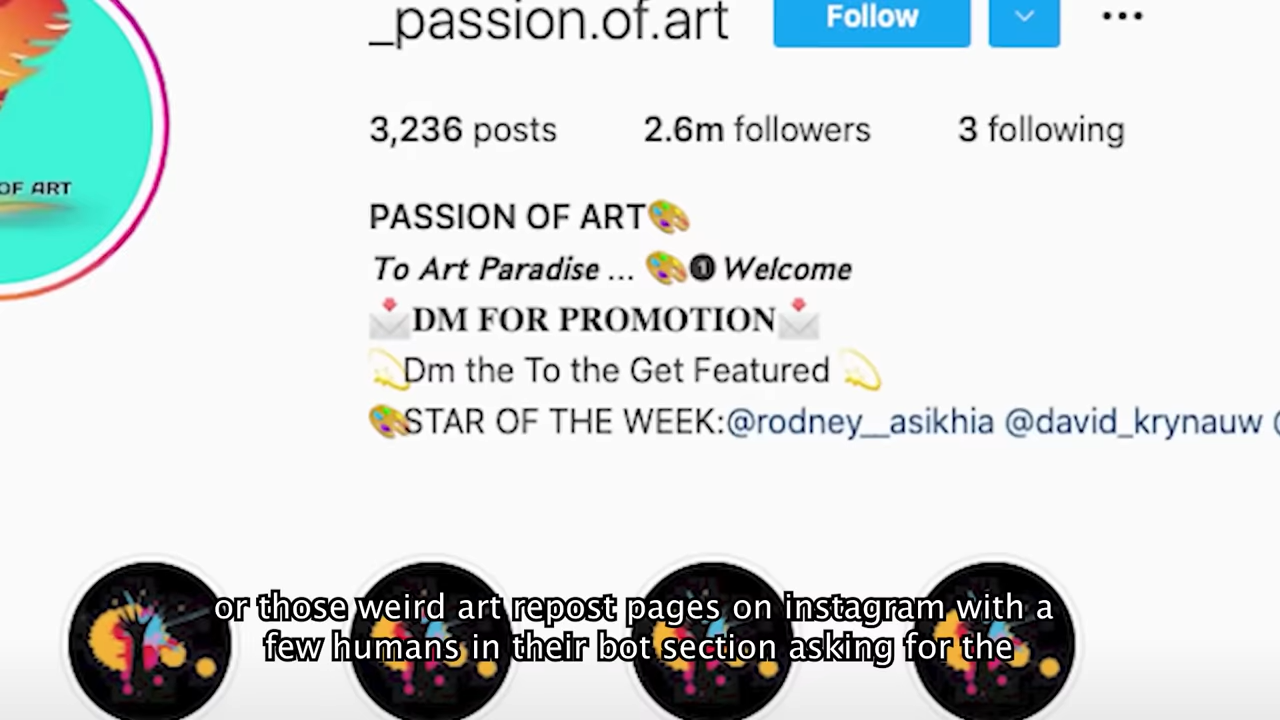 _passion.of.art Follow
3,236 posts 2.6m followers 3 following
OF ART
PASSION OF ART🎨
To Art Paradise ... 🎨❶ Welcome
📩DM FOR PROMOTION📩
💫Dm the To the Get Featured 💫
🎨STAR OF THE WEEK:@rodney__asikhia @david_krynauw @
or those weird art repost pages on instagram with a
few humans in their bot section asking for the